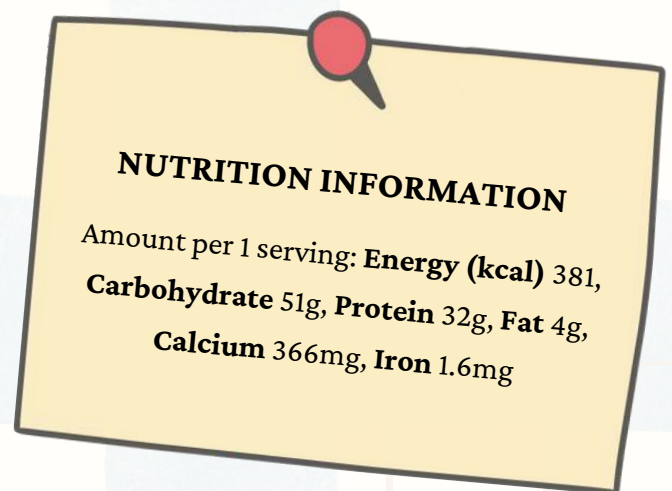 NUTRITION INFORMATION
Amount per 1 serving: Energy (kcal) 381,
Carbohydrate 51g, Protein 32g, Fat 4g,
Calcium 366mg, Iron 1.6mg